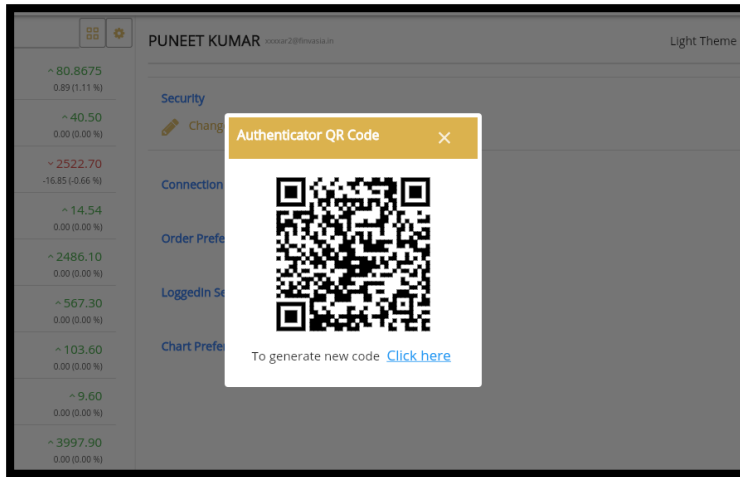 PUNEET KUMAR
Light Theme
^ 80.8675
0.89 (1.11 %)
^ 40.50
0.00 (0.00 %)
˅ 2522.70
-16.85 (-0.66 %)
^ 14.54
0.00 (0.00 %)
^ 2486.10
0.00 (0.00 %)
^ 567.30
0.00 (0.00 %)
^ 103.60
0.00 (0.00 %)
^ 9.60
0.00 (0.00 %)
^ 3997.90
0.00 (0.00 %)
Security
Chang
Connection
Order Prefe
LoggedIn Se
Chart Prefe
Authenticator QR Code ×
To generate new code Click here